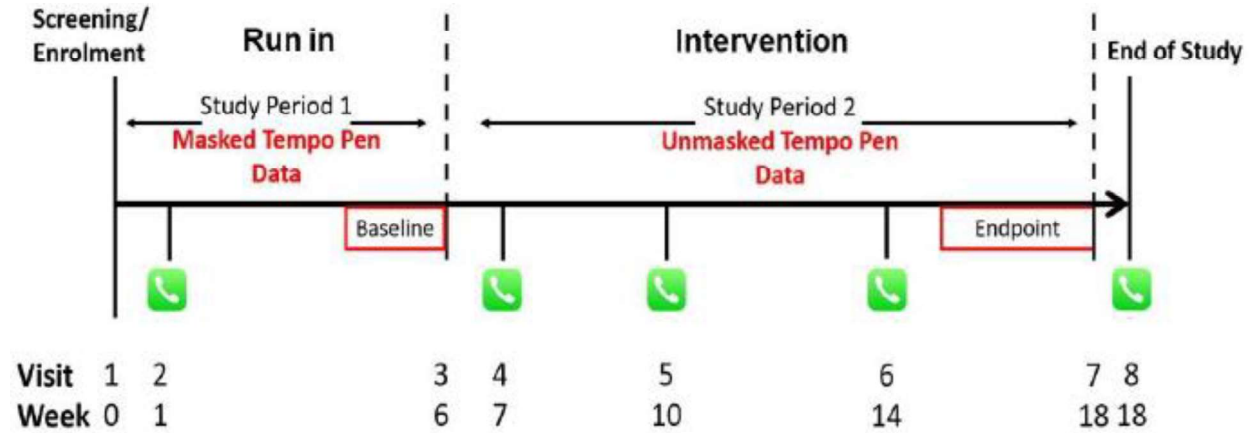 Screening/
Enrolment
Run in
Intervention
End of Study
Study Period 1
Masked Tempo Pen
Data
Study Period 2
Unmasked Tempo Pen
Data
Baseline
Endpoint
Visit 1 2 3 4 5 6 7 8
Week 0 1 6 7 10 14 18 18